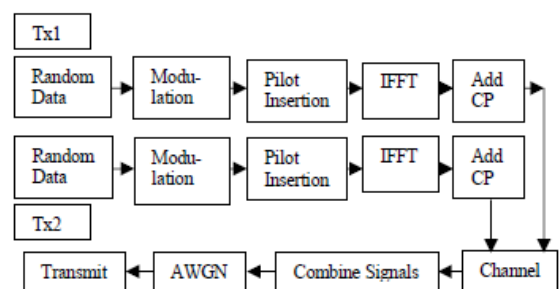 Tx1
Random
Data
Modu-
lation
Pilot
Insertion
IFFT
Add
CP
Random
Data
Modu-
lation
Pilot
Insertion
IFFT
Add
CP
Tx2
Transmit
AWGN
Combine Signals
Channel